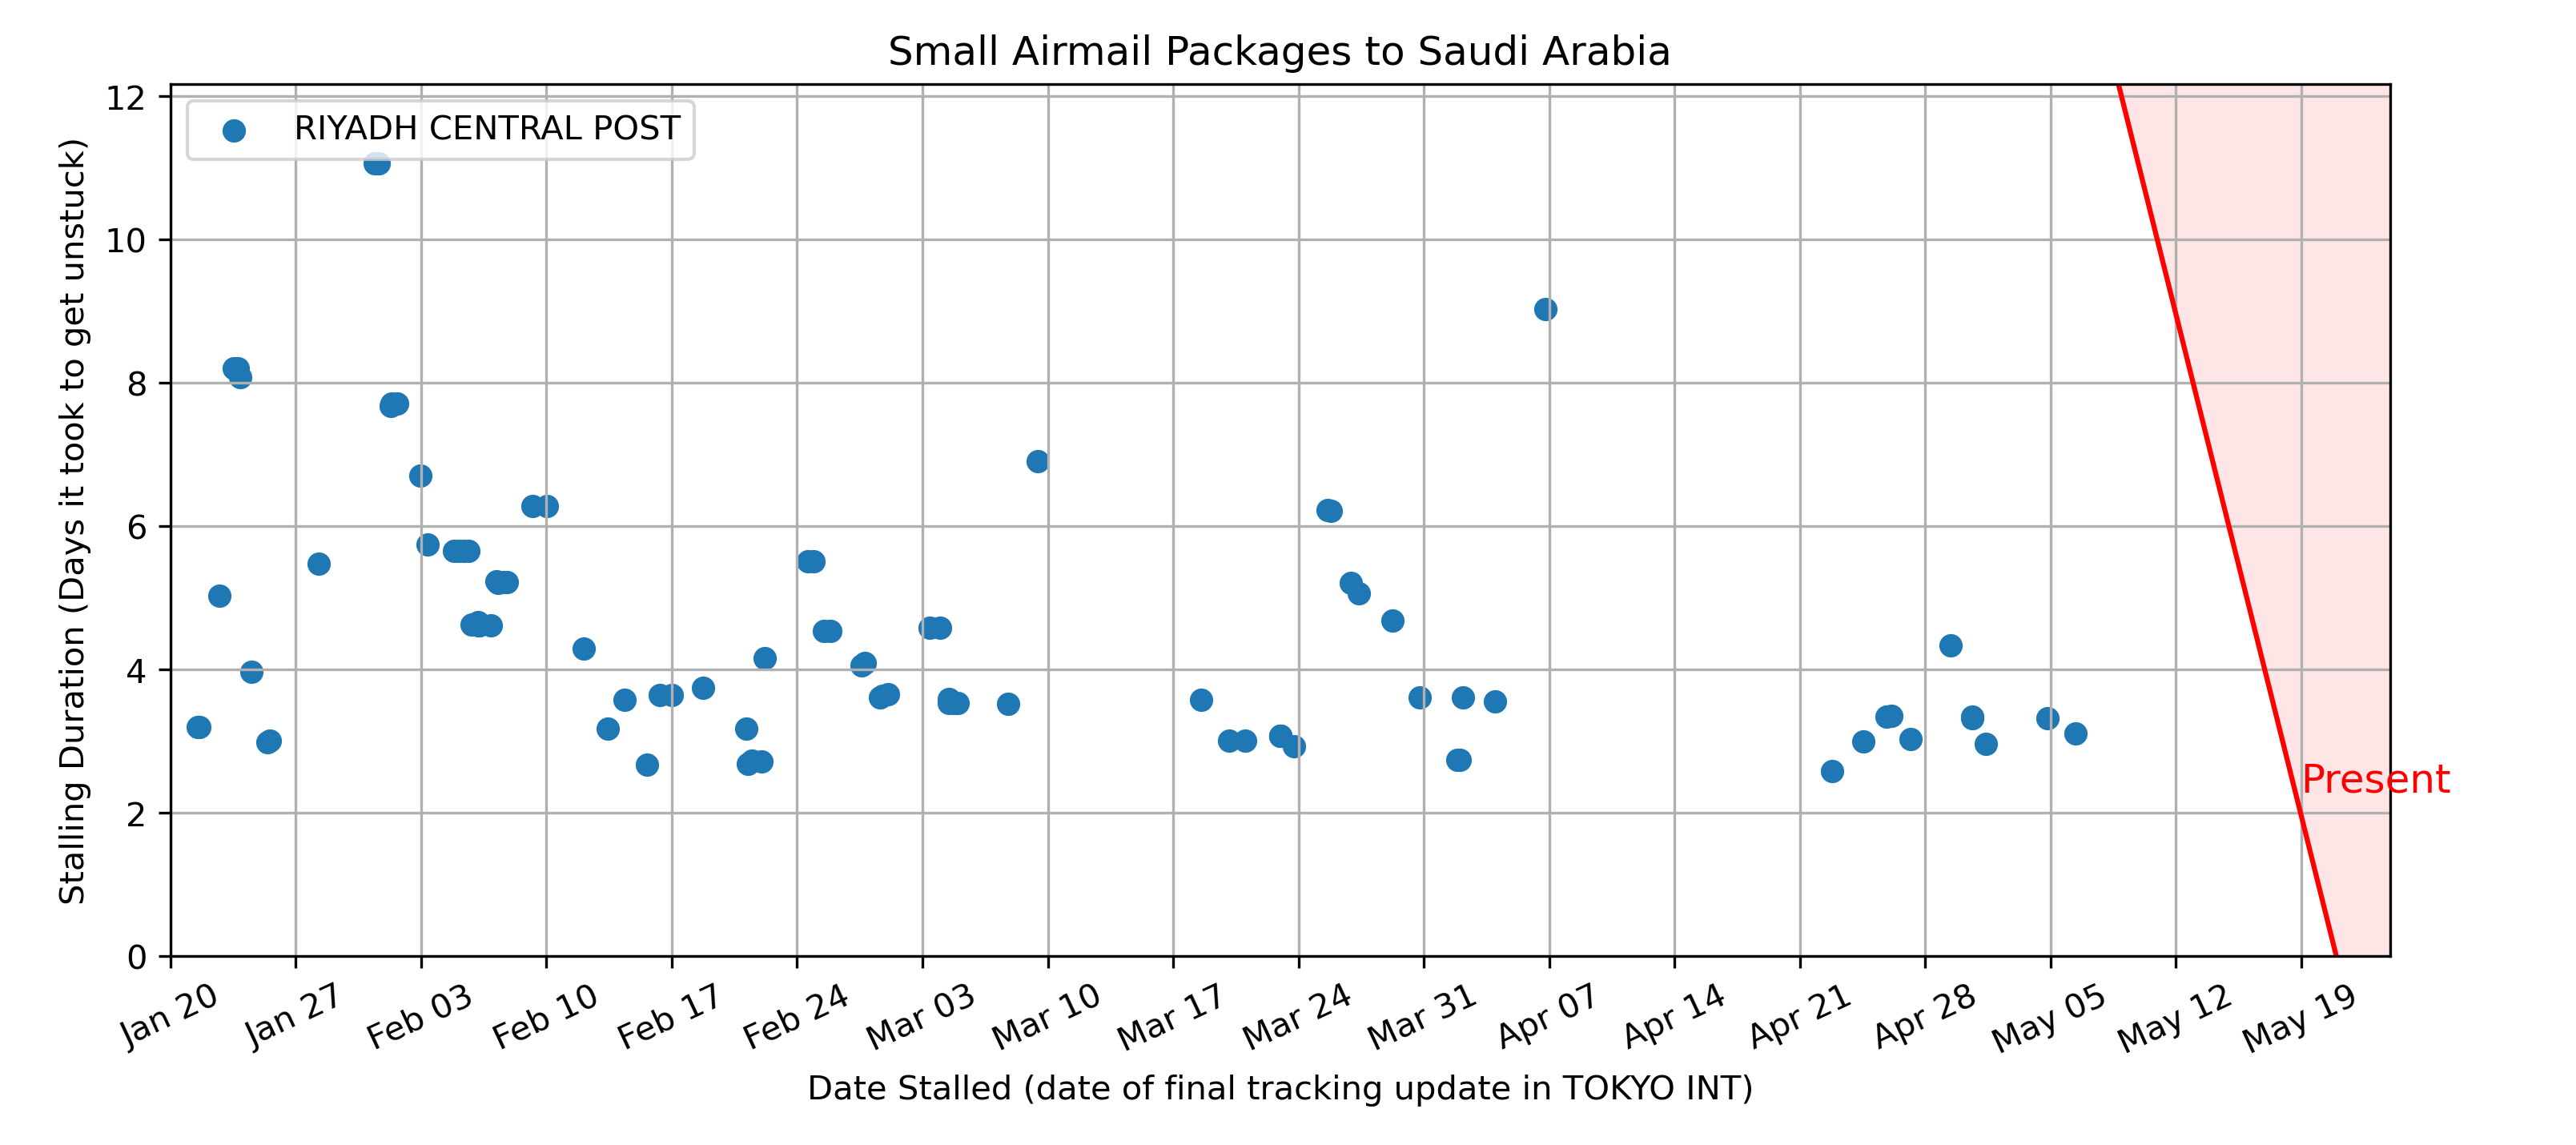 Small Airmail Packages to Saudi Arabia
RIYADH CENTRAL POST
Stalling Duration (Days it took to get unstuck)
12
10
8
6
4
2
0
Present
Jan 20
Jan 27
Feb 03
Feb 10
Feb 17
Feb 24
Mar 03
Mar 10
Mar 17
Mar 24
Mar 31
Apr 07
Apr 14
Apr 21
Apr 28
May 05
May 12
May 19
Date Stalled (date of final tracking update in TOKYO INT)